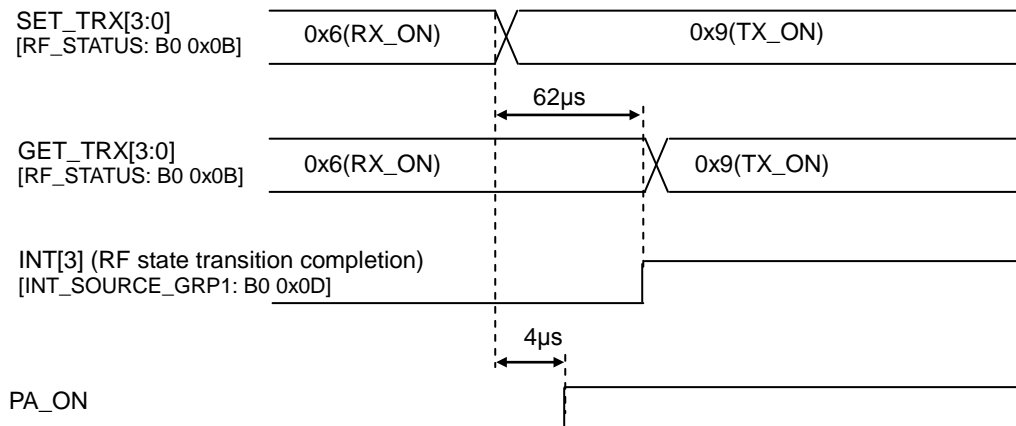 SET_TRX[3:0]
[RF_STATUS: B0 0x0B]
0x6(RX_ON)
0x9(TX_ON)
62µs
GET_TRX[3:0]
[RF_STATUS: B0 0x0B]
0x6(RX_ON)
0x9(TX_ON)
INT[3] (RF state transition completion)
[INT_SOURCE_GRP1: B0 0x0D]
4µs
PA_ON